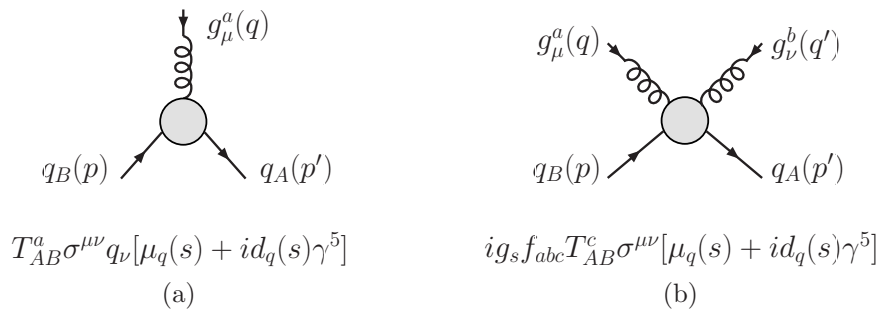 g^a_μ(q)
g^a_μ(q) g^b_ν(q')
q_B(p) q_A(p') q_B(p) q_A(p')
T^a_{AB}σ^{μν}q_ν[μ_q(s) + id_q(s)γ^5] ig_s f_{abc}T^c_{AB}σ^{μν}[μ_q(s) + id_q(s)γ^5]
(a) (b)